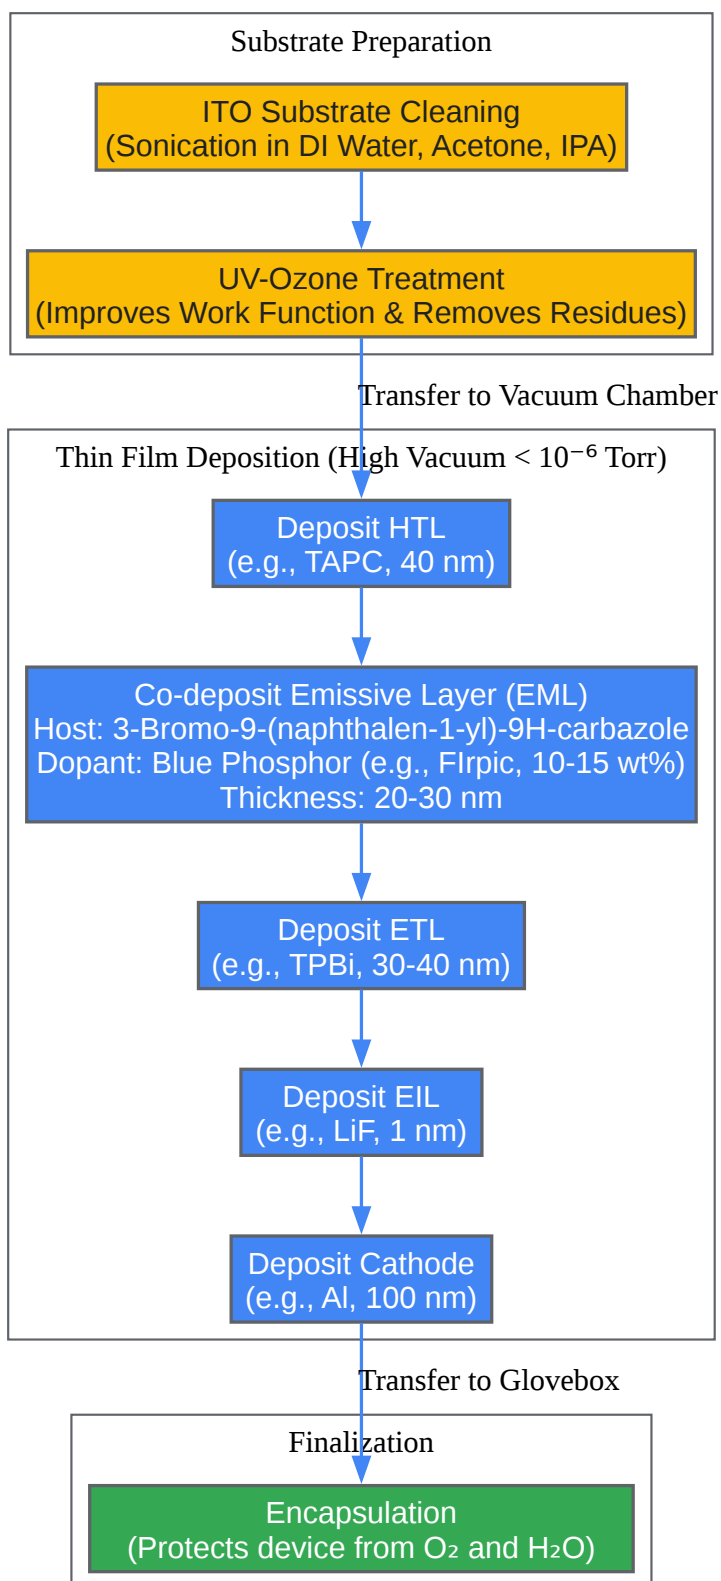 Substrate Preparation
ITO Substrate Cleaning
(Sonication in DI Water, Acetone, IPA)
UV-Ozone Treatment
(Improves Work Function & Removes Residues)
Transfer to Vacuum Chamber
Thin Film Deposition (High Vacuum < 10⁻⁶ Torr)
Deposit HTL
(e.g., TAPC, 40 nm)
Co-deposit Emissive Layer (EML)
Host: 3-Bromo-9-(naphthalen-1-yl)-9H-carbazole
Dopant: Blue Phosphor (e.g., FIrpic, 10-15 wt%)
Thickness: 20-30 nm
Deposit ETL
(e.g., TPBi, 30-40 nm)
Deposit EIL
(e.g., LiF, 1 nm)
Deposit Cathode
(e.g., Al, 100 nm)
Transfer to Glovebox
Finalization
Encapsulation
(Protects device from O₂ and H₂O)